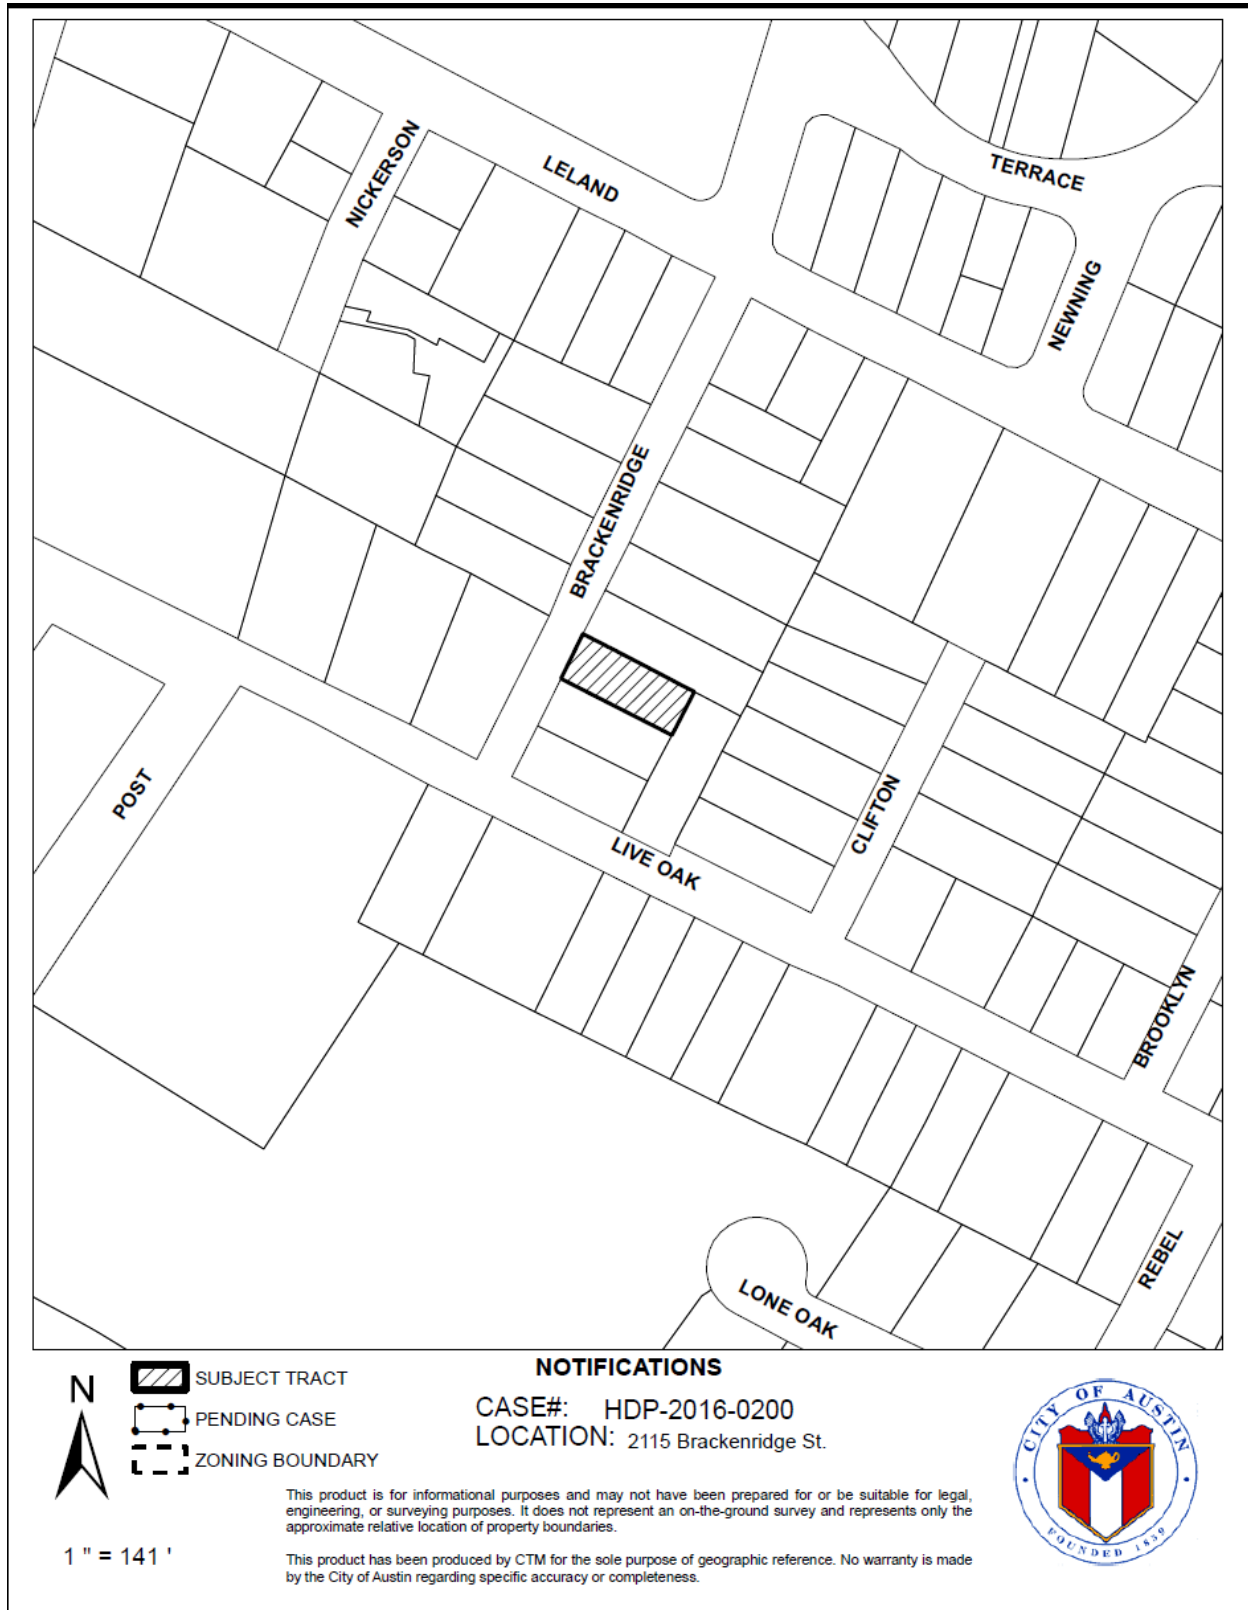 NICKERSON
LELAND
TERRACE
NEWNING
BRACKENRIDGE
POST
CLIFTON
LIVE OAK
BROOKLYN
REBEL
LONE OAK
N
1 " = 141 '
SUBJECT TRACT
PENDING CASE
ZONING BOUNDARY
NOTIFICATIONS
CASE#: HDP-2016-0200
LOCATION: 2115 Brackenridge St.
This product is for informational purposes and may not have been prepared for or be suitable for legal,
engineering, or surveying purposes. It does not represent an on-the-ground survey and represents only the
approximate relative location of property boundaries.
This product has been produced by CTM for the sole purpose of geographic reference. No warranty is made
by the City of Austin regarding specific accuracy or completeness.
CITY OF AUSTIN
FOUNDED 1839